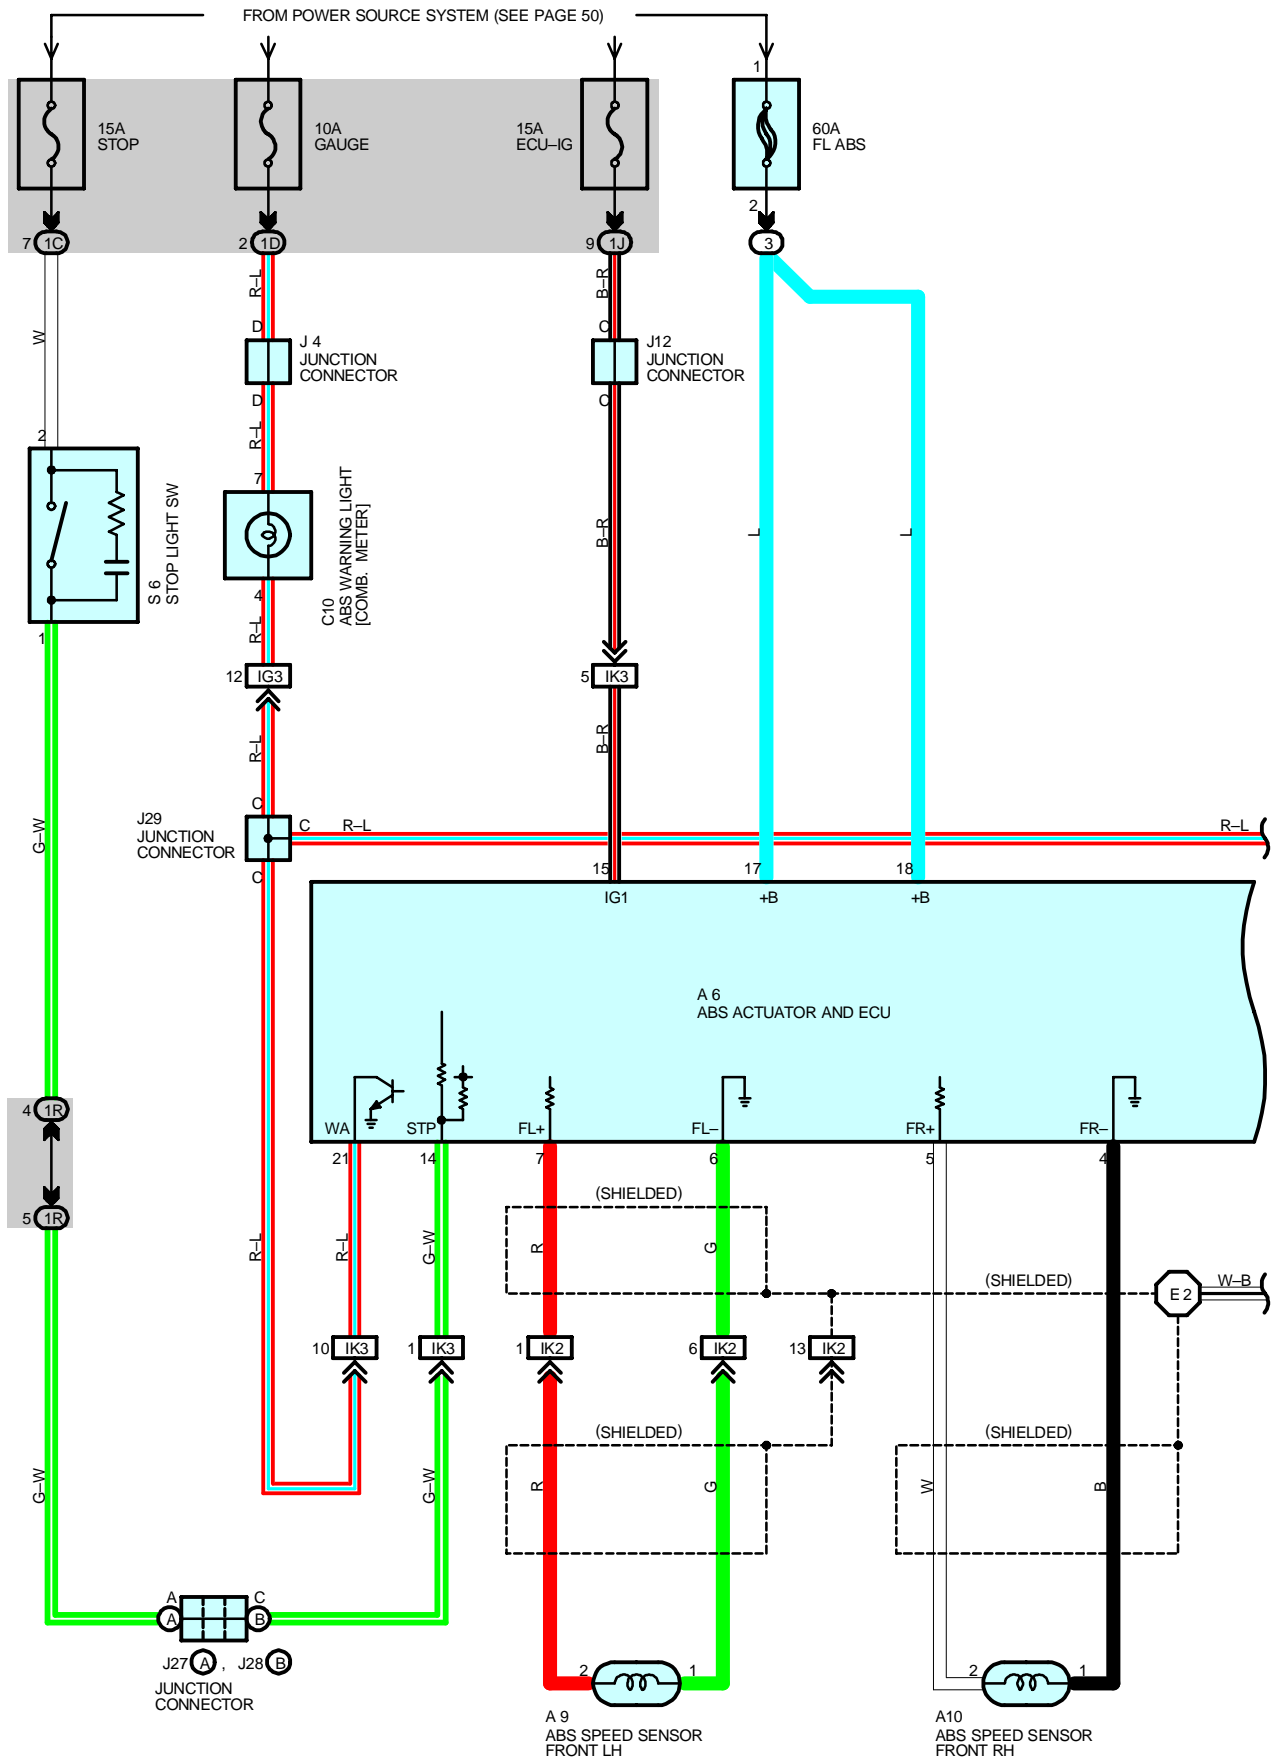 FROM POWER SOURCE SYSTEM (SEE PAGE 50)
1
15A
STOP
10A
GAUGE
15A
ECU–IG
60A
FL ABS
2
7 1C
2 1D
9 1J
3
R–L
B–R
D
C
J 4
JUNCTION
CONNECTOR
J12
JUNCTION
CONNECTOR
W
D
C
R–L
2
7
S 6
STOP LIGHT SW
C10
ABS WARNING LIGHT
[COMB. METER]
B–R
L
L
4
1
R–L
12 IG3
5 IK3
R–L
B–R
C
J29
JUNCTION
CONNECTOR
C
R–L
R–L
G–W
C
15
17
18
IG1
+B
+B
A 6
ABS ACTUATOR AND ECU
4 1R
WA
STP
FL+
FL–
FR+
FR–
21
14
7
6
5
4
(SHIELDED)
5 1R
R–L
R–L
G–W
R
G
(SHIELDED)
E 2
W–B
10 IK3
1 IK3
1 IK2
6 IK2
13 IK2
(SHIELDED)
(SHIELDED)
G–W
G–W
R
G
W
B
A
C
A
B
J27 A , J28 B
JUNCTION
CONNECTOR
2
1
2
1
A 9
ABS SPEED SENSOR
FRONT LH
A10
ABS SPEED SENSOR
FRONT RH